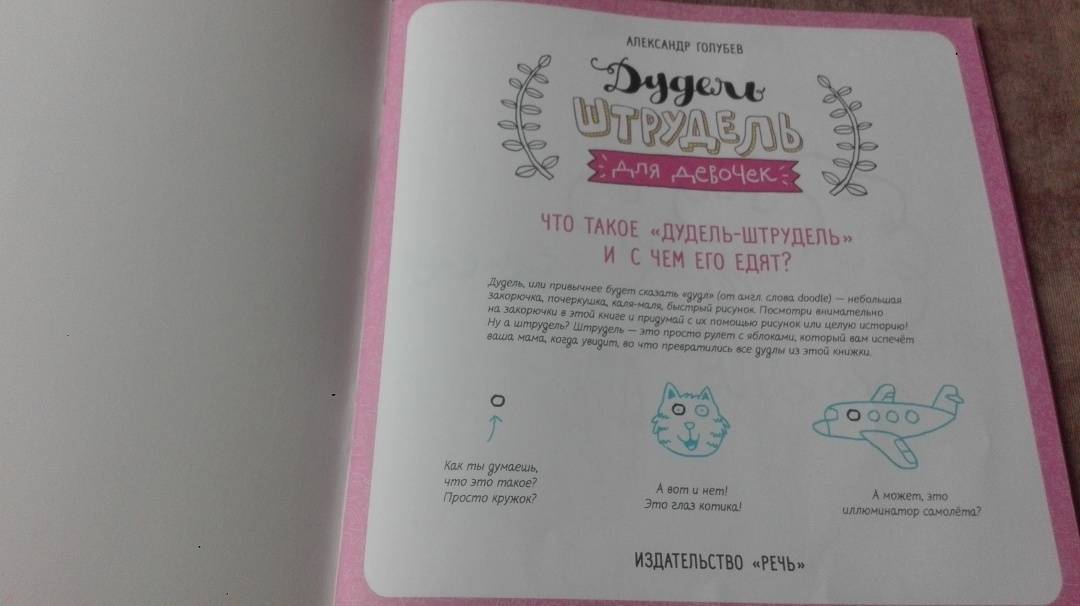 АЛЕКСАНДР ГОЛУБЕВ
Дудель
ШТРУДЕЛЬ
для девочек
ЧТО ТАКОЕ «ДУДЕЛЬ-ШТРУДЕЛЬ»
И С ЧЕМ ЕГО ЕДЯТ?
Дудель, или привычнее будет сказать «дудл» (от англ. слова doodle) — небольшая
закорючка, почеркушка, каля-маля, быстрый рисунок. Посмотри внимательно
на закорючки в этой книге и придумай с их помощью рисунок или целую историю!
Ну а штрудель? Штрудель — это просто рулет с яблоками, который вам испечёт
ваша мама, когда увидит, во что превратились все дудлы из этой книжки.
Как ты думаешь,
что это такое?
Просто кружок?
А вот и нет!
Это глаз котика!
А может, это
иллюминатор самолёта?
ИЗДАТЕЛЬСТВО «РЕЧЬ»